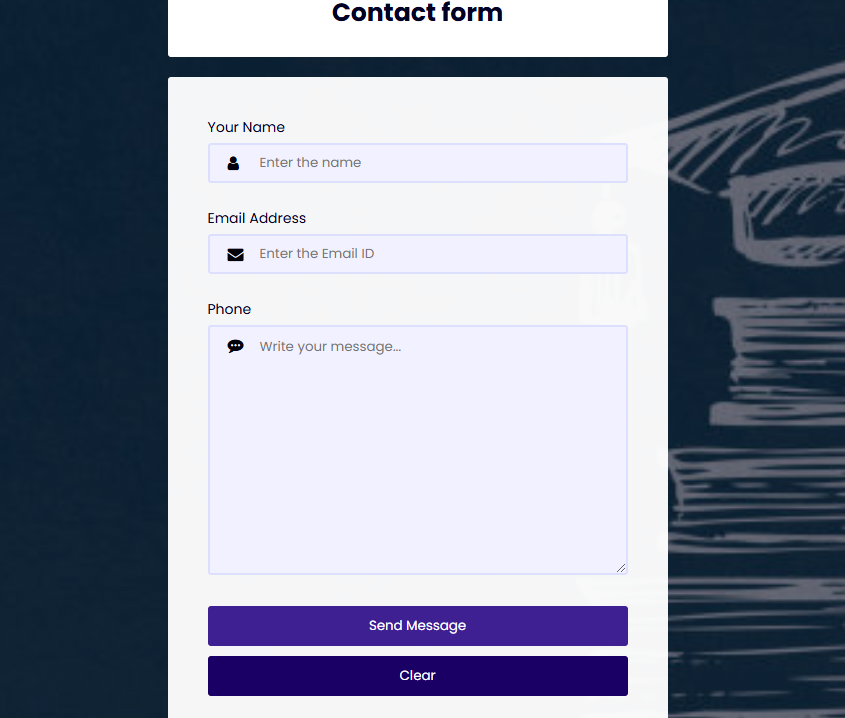 Contact form
Your Name
Enter the name
Email Address
Enter the Email ID
Phone
Write your message...
Send Message
Clear